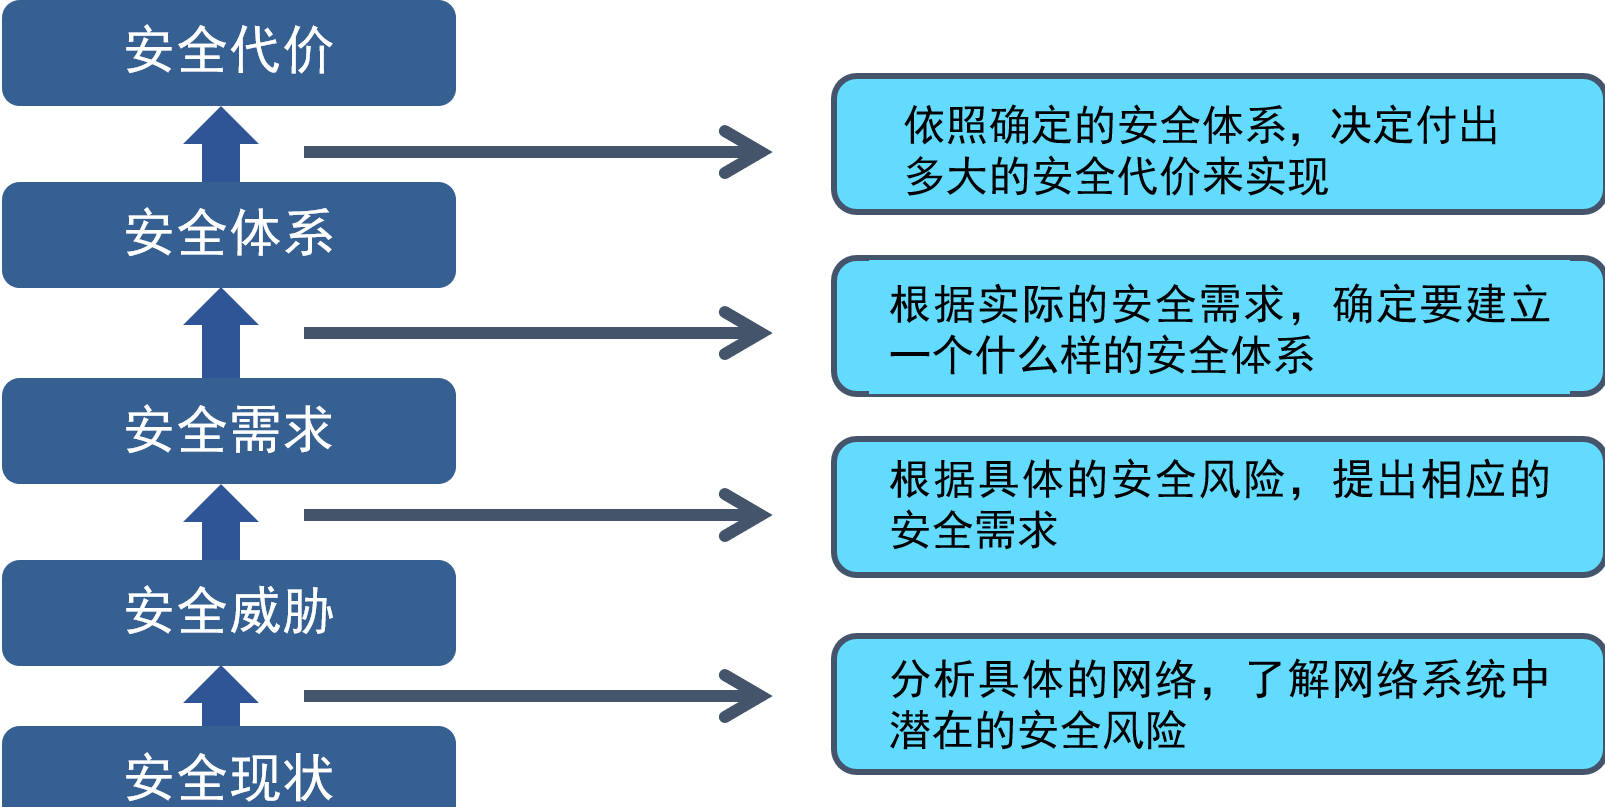 安全代价
依照确定的安全体系，决定付出
多大的安全代价来实现
安全体系
根据实际的安全需求，确定要建立
一个什么样的安全体系
安全需求
根据具体的安全风险，提出相应的
安全需求
安全威胁
分析具体的网络，了解网络系统中
潜在的安全风险
安全现状